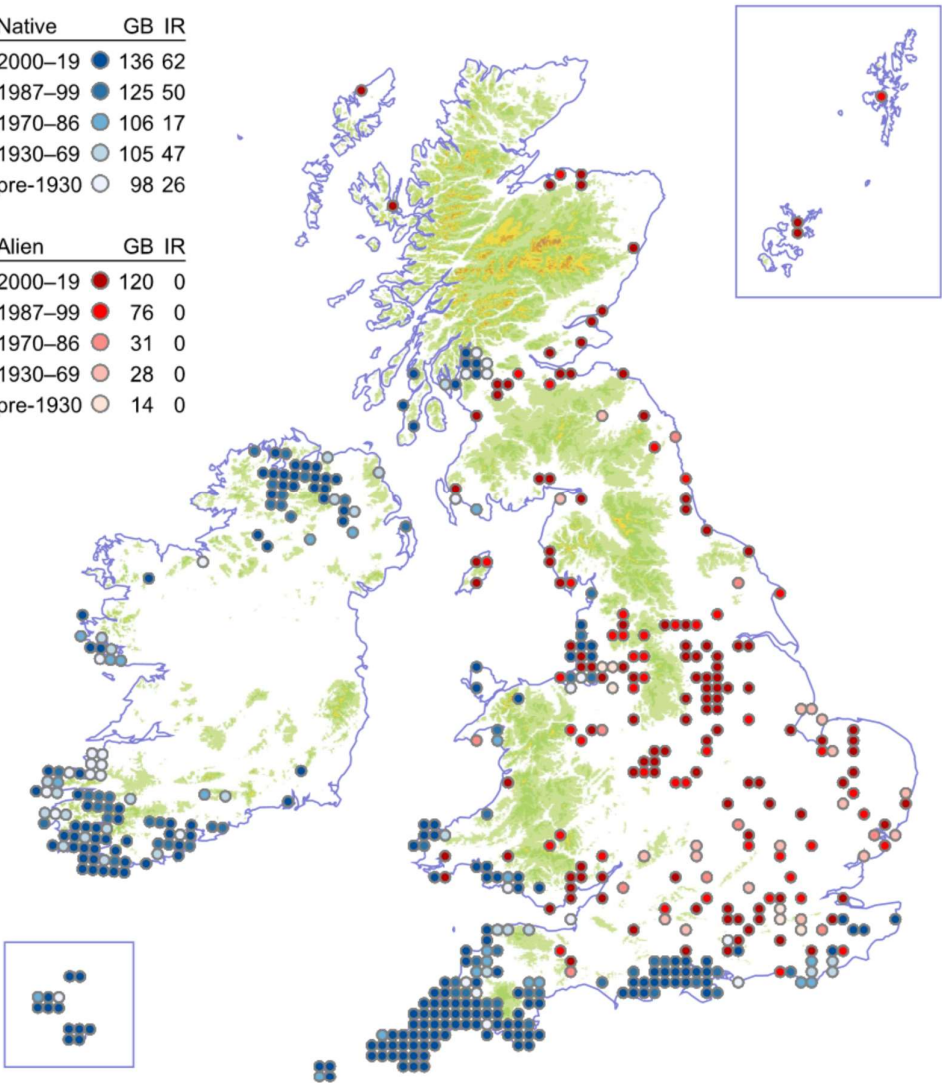 Native GB IR
2000–19 136 62
1987–99 125 50
1970–86 106 17
1930–69 105 47
pre-1930 98 26
Alien GB IR
2000–19 120 0
1987–99 76 0
1970–86 31 0
1930–69 28 0
pre-1930 14 0